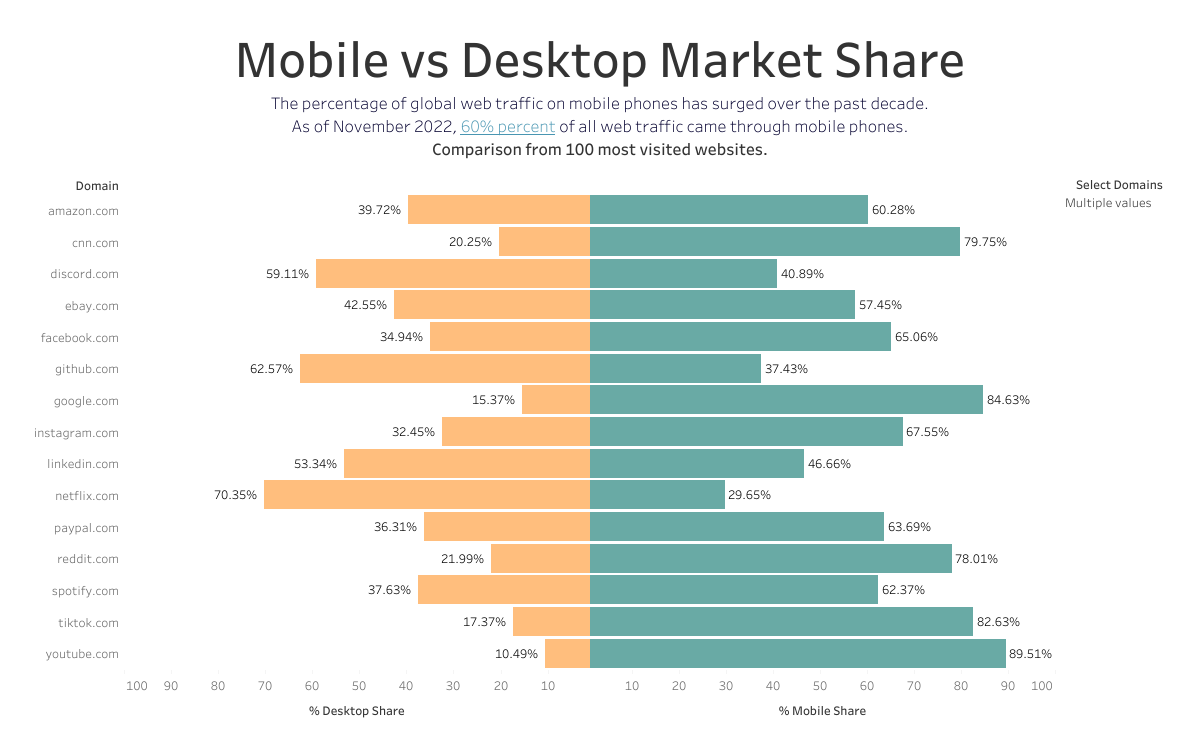 Mobile vs Desktop Market Share
The percentage of global web traffic on mobile phones has surged over the past decade.
As of November 2022, 60% percent of all web traffic came through mobile phones.
Comparison from 100 most visited websites.
Domain
Select Domains
Multiple values
amazon.com 39.72% 60.28%
cnn.com 20.25% 79.75%
discord.com 59.11% 40.89%
ebay.com 42.55% 57.45%
facebook.com 34.94% 65.06%
github.com 62.57% 37.43%
google.com 15.37% 84.63%
instagram.com 32.45% 67.55%
linkedin.com 53.34% 46.66%
netflix.com 70.35% 29.65%
paypal.com 36.31% 63.69%
reddit.com 21.99% 78.01%
spotify.com 37.63% 62.37%
tiktok.com 17.37% 82.63%
youtube.com 10.49% 89.51%
100 90 80 70 60 50 40 30 20 10 10 20 30 40 50 60 70 80 90 100
% Desktop Share % Mobile Share